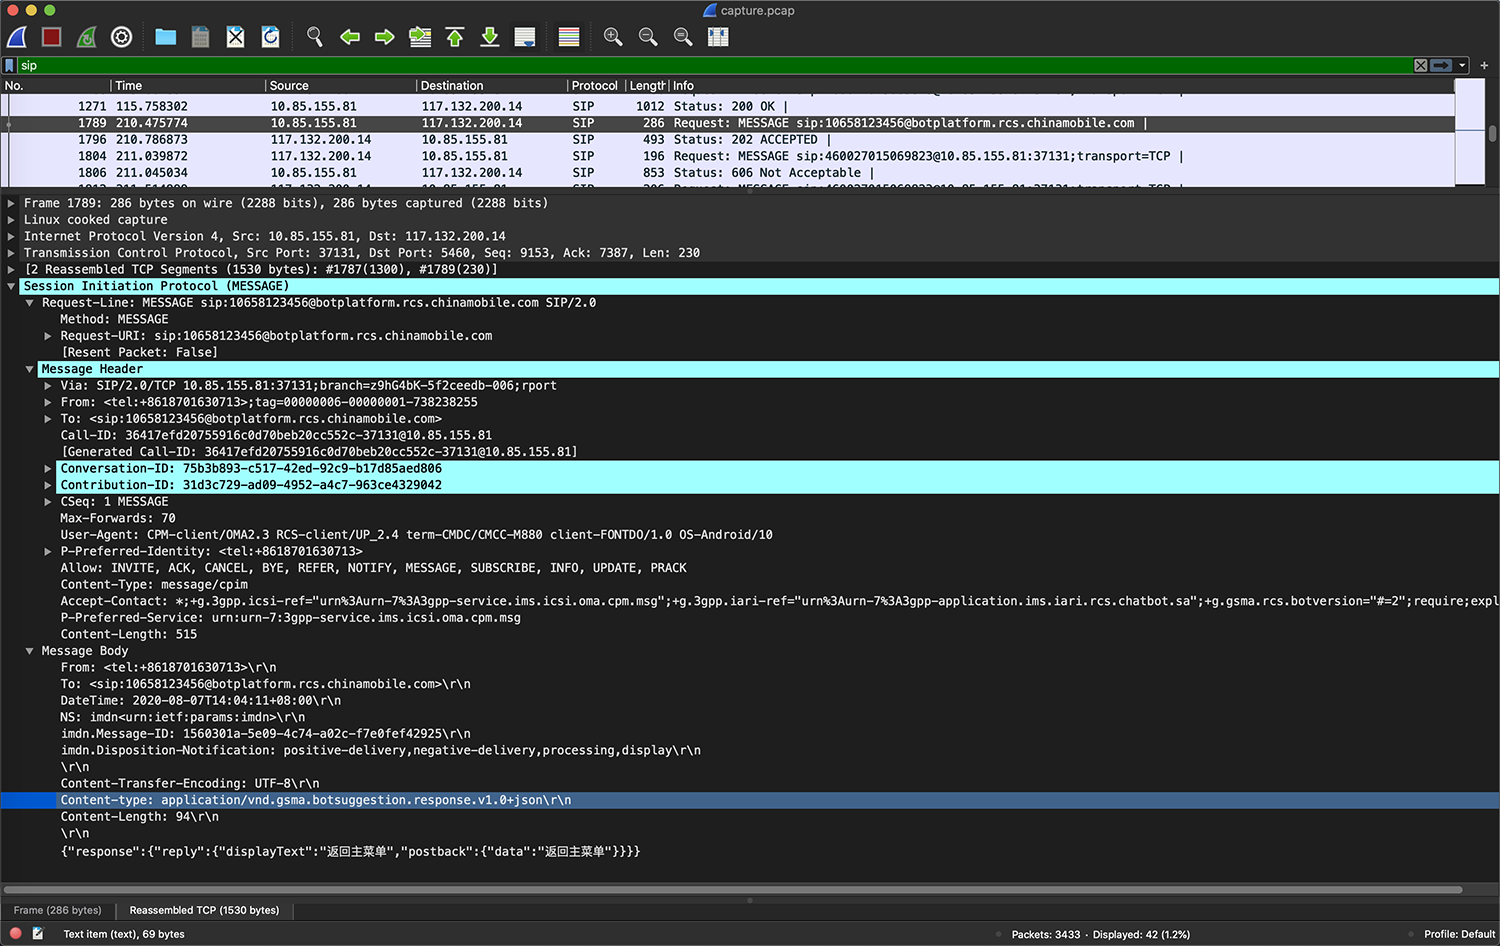 capture.pcap
sip
No. Time Source Destination Protocol Length Info
1271 115.758302 10.85.155.81 117.132.200.14 SIP 1012 Status: 200 OK |
1789 210.475774 10.85.155.81 117.132.200.14 SIP 286 Request: MESSAGE sip:10658123456@botplatform.rcs.chinamobile.com |
1796 210.786873 117.132.200.14 10.85.155.81 SIP 493 Status: 202 ACCEPTED |
1804 211.039872 117.132.200.14 10.85.155.81 SIP 196 Request: MESSAGE sip:460027015069823@10.85.155.81:37131;transport=TCP |
1806 211.045034 10.85.155.81 117.132.200.14 SIP 853 Status: 606 Not Acceptable |
Frame 1789: 286 bytes on wire (2288 bits), 286 bytes captured (2288 bits)
Linux cooked capture
Internet Protocol Version 4, Src: 10.85.155.81, Dst: 117.132.200.14
Transmission Control Protocol, Src Port: 37131, Dst Port: 5460, Seq: 9153, Ack: 7387, Len: 230
[2 Reassembled TCP Segments (1530 bytes): #1787(1300), #1789(230)]
Session Initiation Protocol (MESSAGE)
Request-Line: MESSAGE sip:10658123456@botplatform.rcs.chinamobile.com SIP/2.0
Method: MESSAGE
Request-URI: sip:10658123456@botplatform.rcs.chinamobile.com
[Resent Packet: False]
Message Header
Via: SIP/2.0/TCP 10.85.155.81:37131;branch=z9hG4bK-5f2ceedb-006;rport
From: <tel:+8618701630713>;tag=00000006-00000001-738238255
To: <sip:10658123456@botplatform.rcs.chinamobile.com>
Call-ID: 36417efd20755916c0d70beb20cc552c-37131@10.85.155.81
[Generated Call-ID: 36417efd20755916c0d70beb20cc552c-37131@10.85.155.81]
Conversation-ID: 75b3b893-c517-42ed-92c9-b17d85aed806
Contribution-ID: 31d3c729-ad09-4952-a4c7-963ce4329042
CSeq: 1 MESSAGE
Max-Forwards: 70
User-Agent: CPM-client/OMA2.3 RCS-client/UP_2.4 term-CMDC/CMCC-M880 client-FONTDO/1.0 OS-Android/10
P-Preferred-Identity: <tel:+8618701630713>
Allow: INVITE, ACK, CANCEL, BYE, REFER, NOTIFY, MESSAGE, SUBSCRIBE, INFO, UPDATE, PRACK
Content-Type: message/cpim
Accept-Contact: *;+g.3gpp.icsi-ref="urn%3Aurn-7%3A3gpp-service.ims.icsi.oma.cpm.msg";+g.3gpp.iari-ref="urn%3Aurn-7%3A3gpp-application.ims.iari.rcs.chatbot.sa";+g.gsma.rcs.botversion="#=2";require;expl
P-Preferred-Service: urn:urn-7:3gpp-service.ims.icsi.oma.cpm.msg
Content-Length: 515
Message Body
From: <tel:+8618701630713>\r\n
To: <sip:10658123456@botplatform.rcs.chinamobile.com>\r\n
DateTime: 2020-08-07T14:04:11+08:00\r\n
NS: imdn<urn:ietf:params:imdn>\r\n
imdn.Message-ID: 1560301a-5e09-4c74-a02c-f7e0fef42925\r\n
imdn.Disposition-Notification: positive-delivery,negative-delivery,processing,display\r\n
\r\n
Content-Transfer-Encoding: UTF-8\r\n
Content-type: application/vnd.gsma.botsuggestion.response.v1.0+json\r\n
Content-Length: 94\r\n
\r\n
{"response":{"reply":{"displayText":"返回主菜单","postback":{"data":"返回主菜单"}}}}
Frame (286 bytes) Reassembled TCP (1530 bytes)
Text item (text), 69 bytes Packets: 3433 · Displayed: 42 (1.2%) Profile: Default